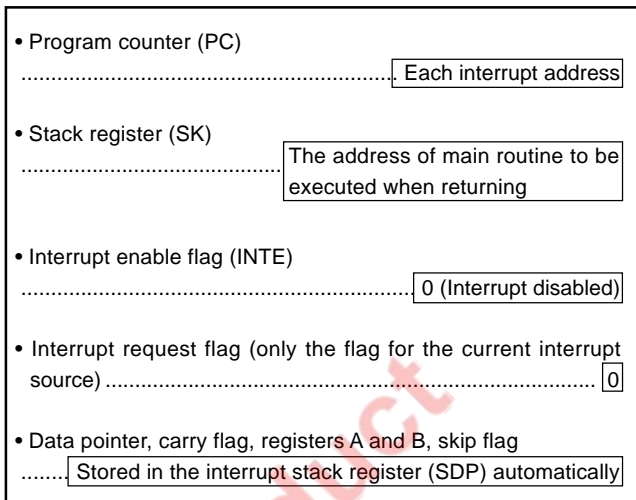 • Program counter (PC)
............................................................... Each interrupt address
• Stack register (SK)
............................................ The address of main routine to be
executed when returning
• Interrupt enable flag (INTE)
.................................................................. 0 (Interrupt disabled)
• Interrupt request flag (only the flag for the current interrupt
source) ................................................................................... 0
• Data pointer, carry flag, registers A and B, skip flag
........ Stored in the interrupt stack register (SDP) automatically
duct